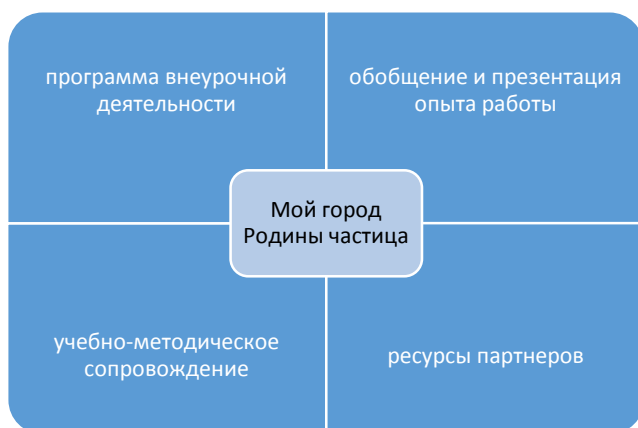 программа внеурочной
деятельности
обобщение и презентация
опыта работы
Мой город
Родины частица
учебно-методическое
сопровождение
ресурсы партнеров